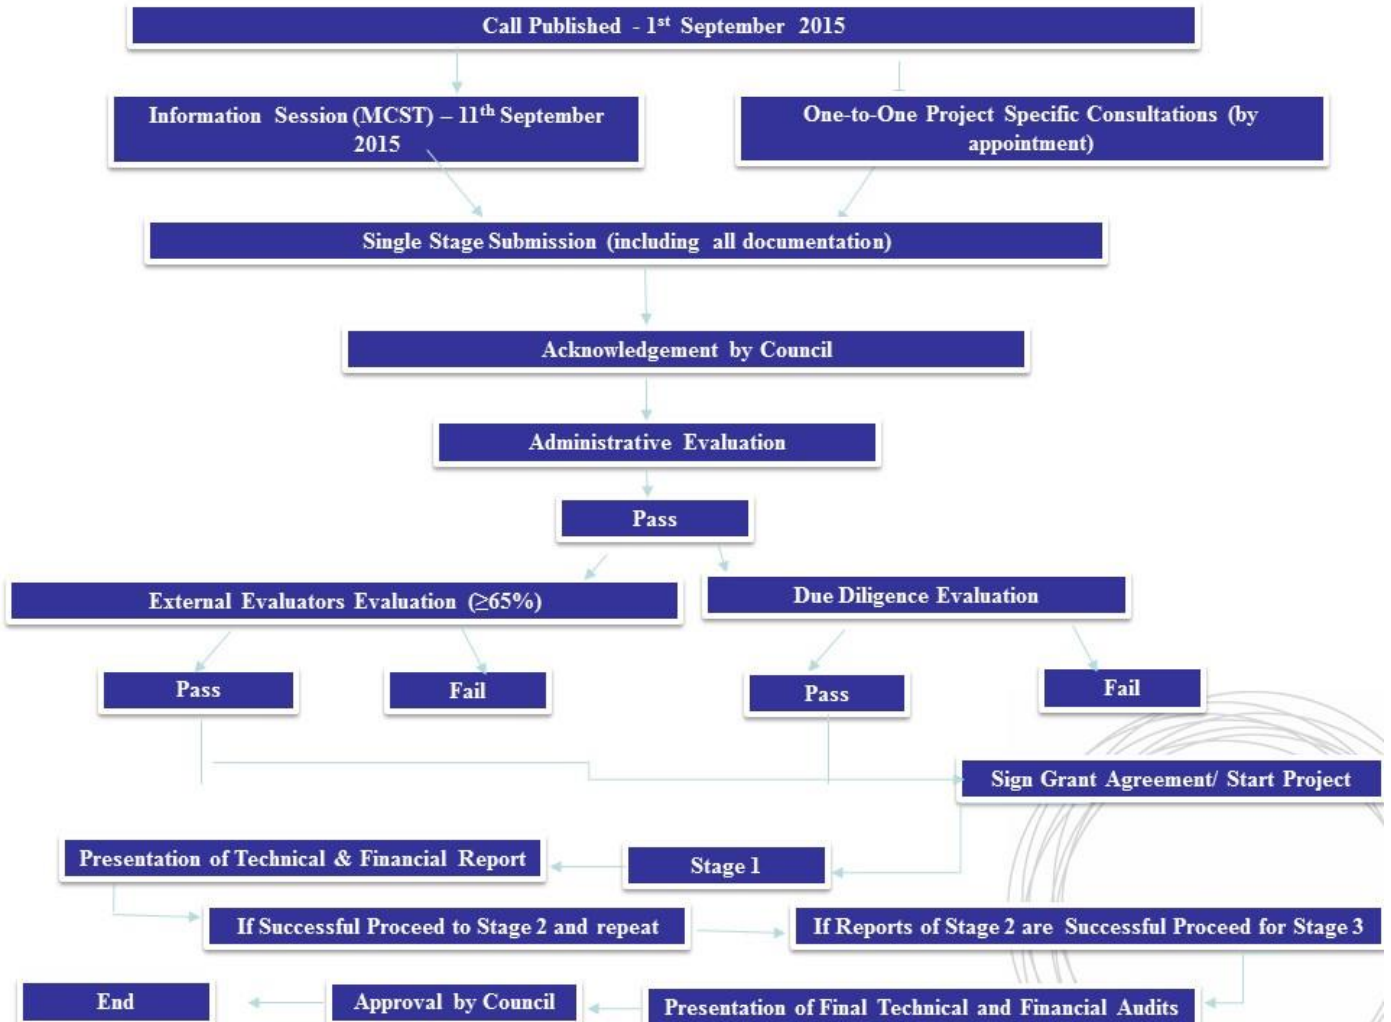 Call Published - 1st September 2015
Information Session (MCST) – 11th September
2015
One-to-One Project Specific Consultations (by
appointment)
Single Stage Submission (including all documentation)
Acknowledgement by Council
Administrative Evaluation
Pass
External Evaluators Evaluation (≥65%)
Due Diligence Evaluation
Pass
Fail
Pass
Fail
Sign Grant Agreement/ Start Project
Presentation of Technical & Financial Report
Stage 1
If Successful Proceed to Stage 2 and repeat
If Reports of Stage 2 are Successful Proceed for Stage 3
End
Approval by Council
Presentation of Final Technical and Financial Audits